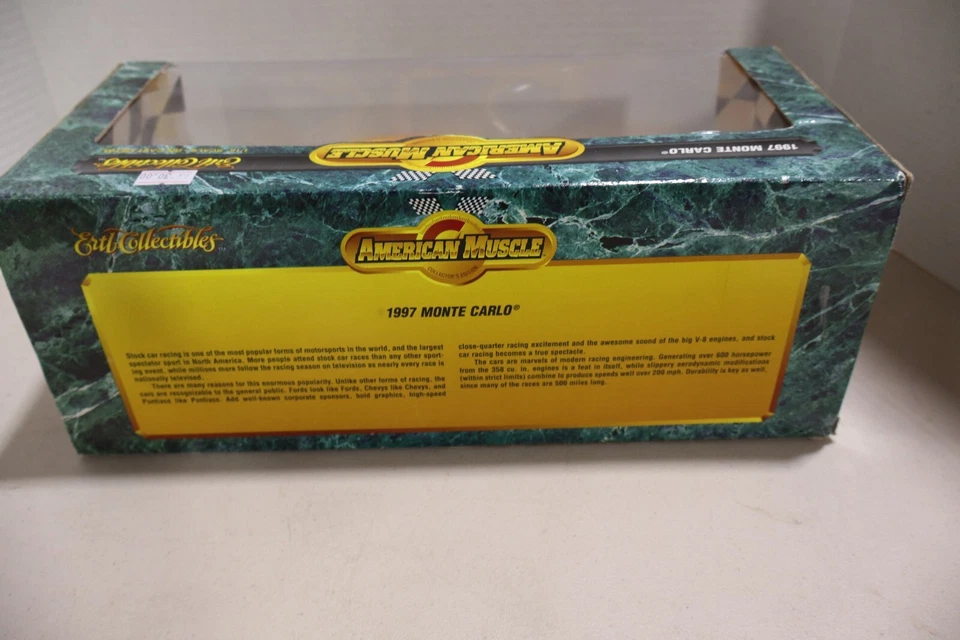 1997 MONTE CARLO®
AMERICAN MUSCLE
Ertl Collectibles
Ertl Collectibles™
AMERICAN MUSCLE
COLLECTOR'S EDITION
1997 MONTE CARLO®
Stock car racing is one of the most popular forms of motorsports in the world, and the largest
spectator sport in North America. More people attend stock car races than any other sport-
ing event, while millions more follow the racing season on television as nearly every race is
nationally televised.
There are many reasons for this enormous popularity. Unlike other forms of racing, the
cars are recognizable to the general public. Fords look like Fords, Chevys like Chevys, and
Pontiacs like Pontiacs. Add well-known corporate sponsors, bold graphics, high-speed
close-quarter racing excitement and the awesome sound of the big V-8 engines, and stock
car racing becomes a true spectacle.
The cars are marvels of modern racing engineering. Generating over 600 horsepower
from the 358 cu. in. engines is a feat in itself, while slippery aerodynamic modifications
(within strict limits) combine to produce speeds well over 200 mph. Durability is key as well,
since many of the races are 500 miles long.